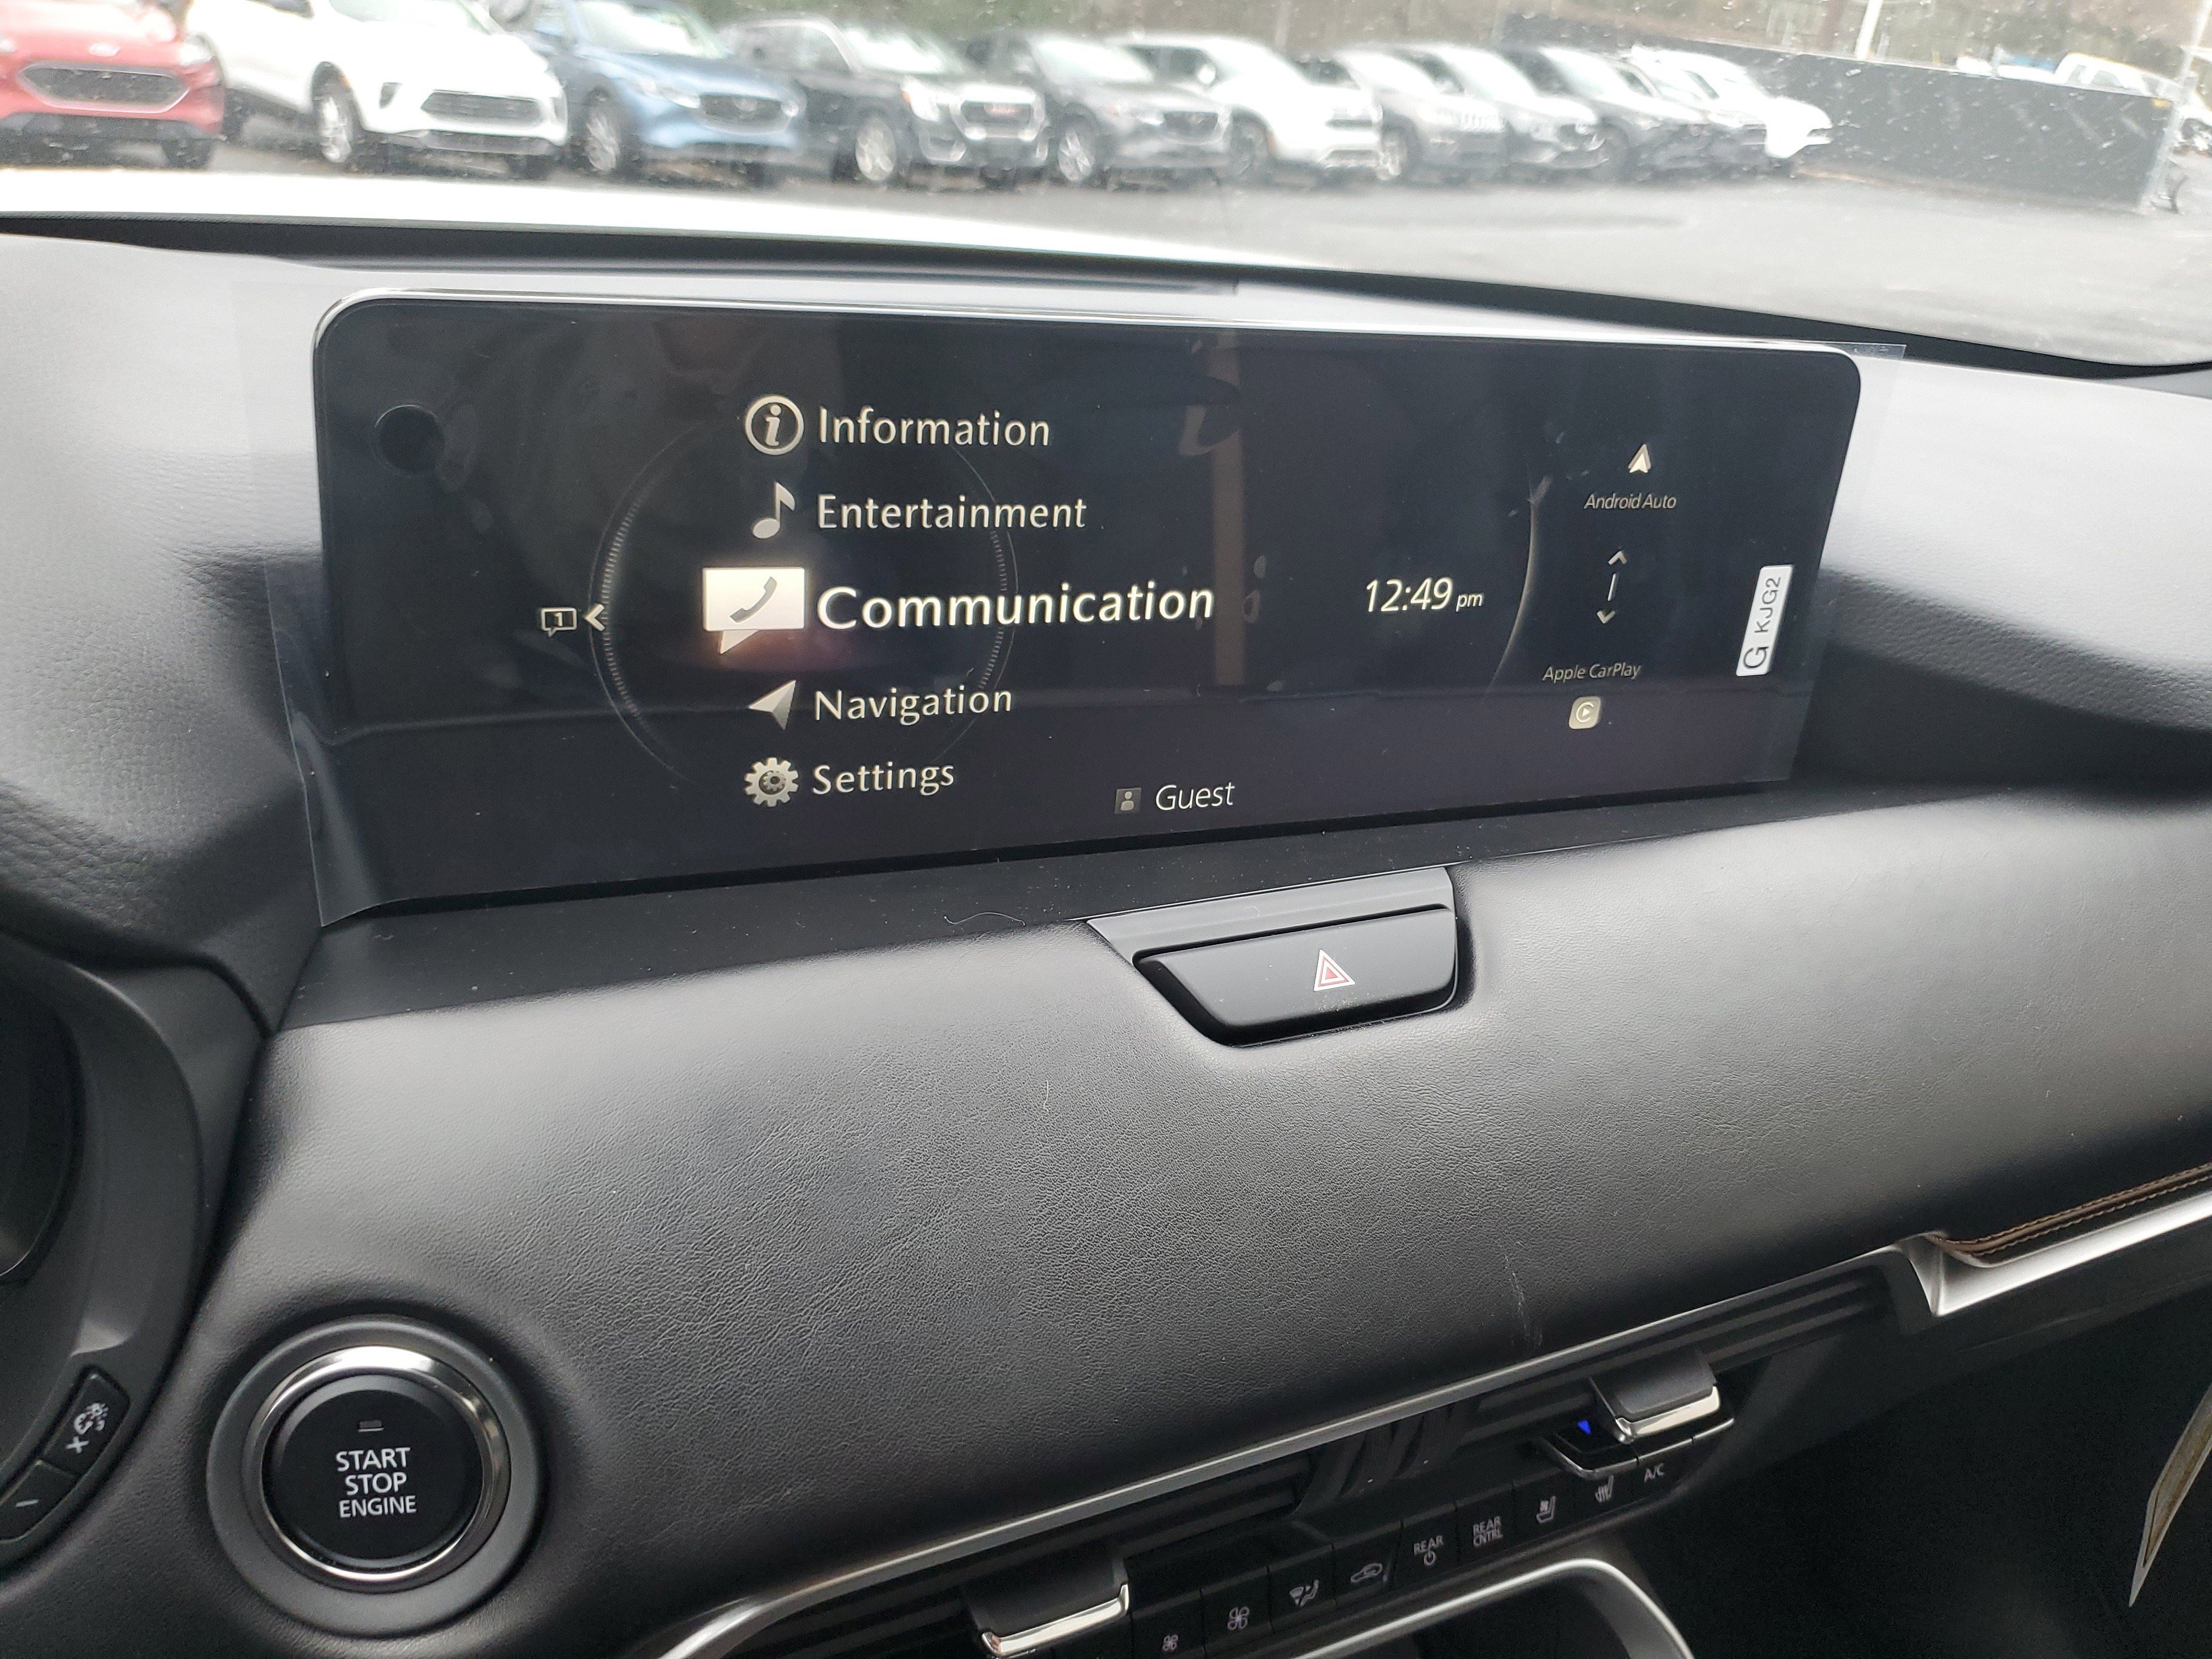 Information
Entertainment
1
Communication
Navigation
Settings
12:49 pm
Android Auto
Apple CarPlay
G KJG2
Guest
START
STOP
ENGINE
REAR
REAR
CNTRL
A/C